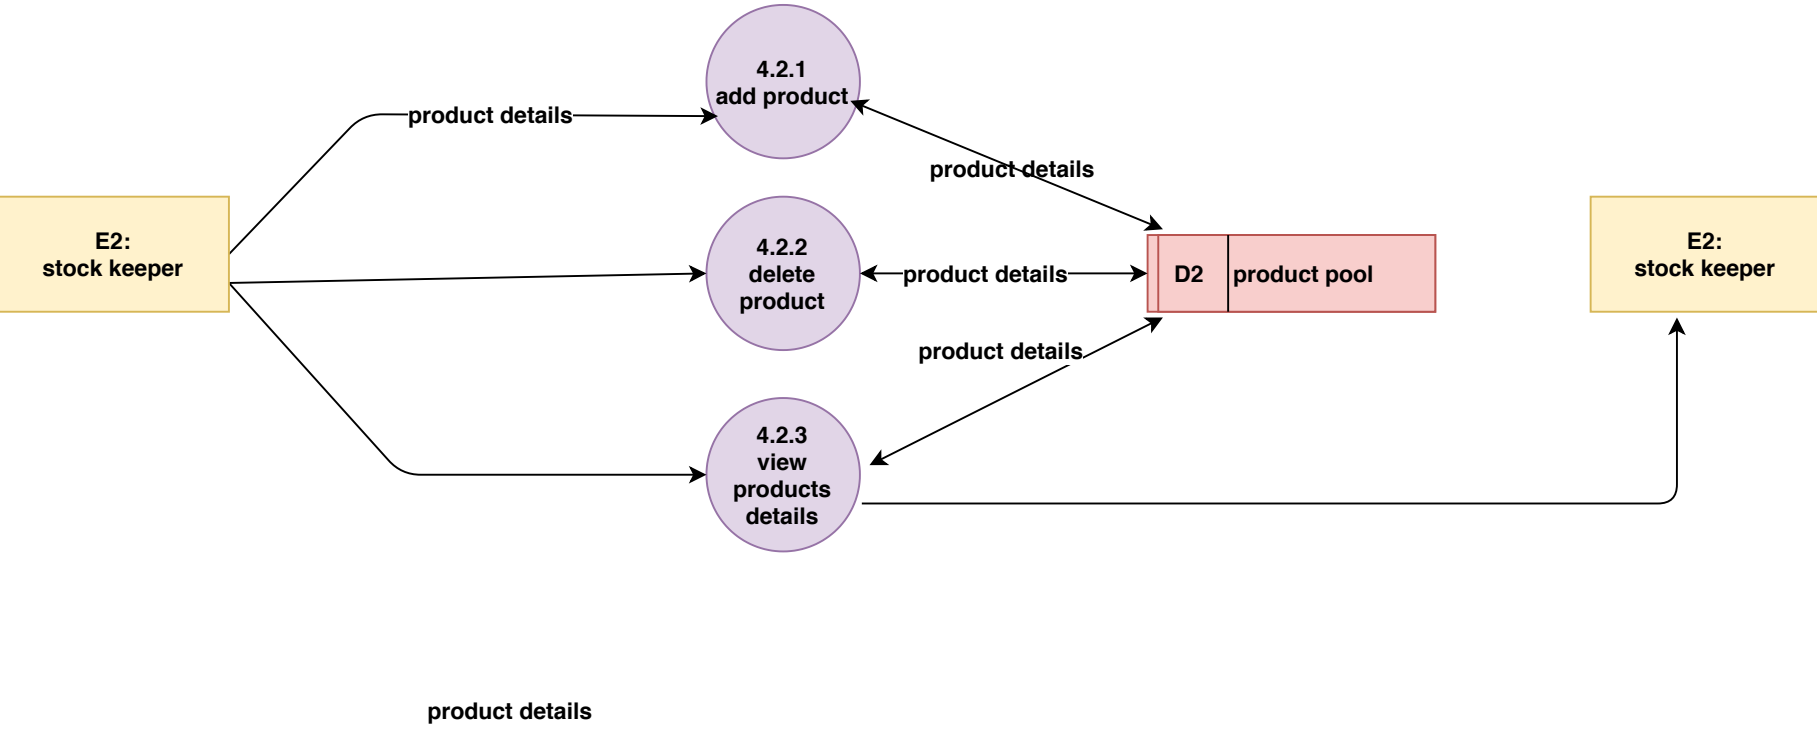 4.2.1
add product
product details
product details
E2:
stock keeper
4.2.2
delete
product
product details
D2
product pool
E2:
stock keeper
product details
4.2.3
view
products
details
product details